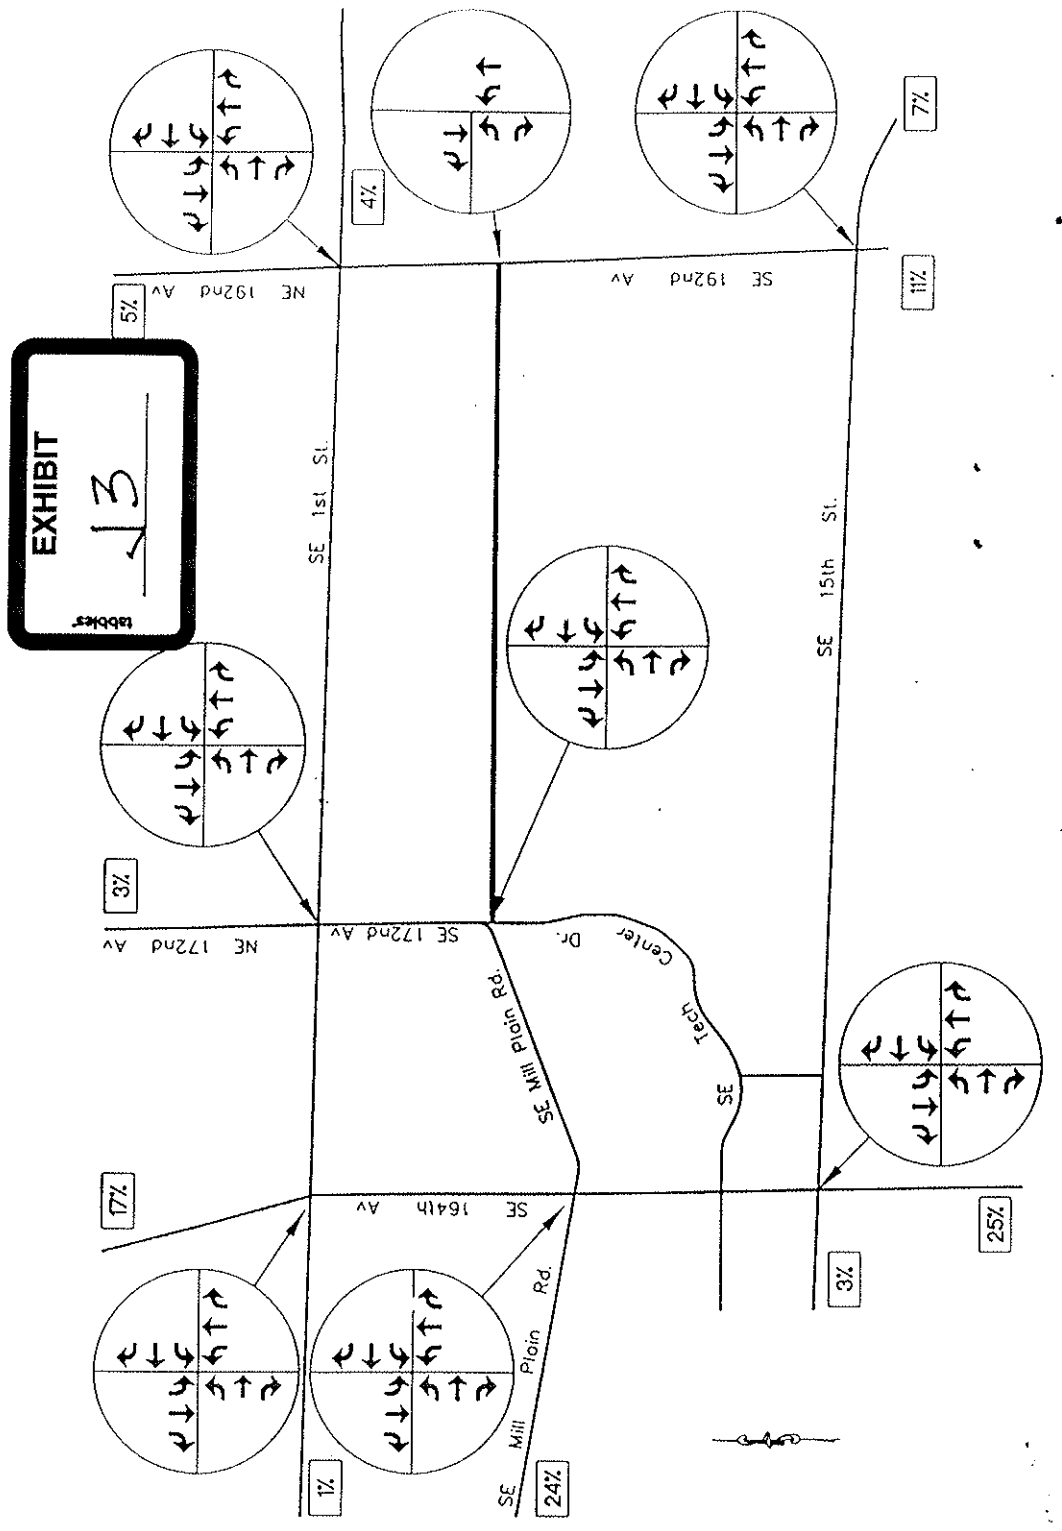 EXHIBIT
J3
tabbies®
5%
4%
7%
11%
NE 192nd Av
SE 192nd Av
SE 1st St.
SE 15th St.
3%
NE 172nd Av
SE 172nd Av
SE Mill Plain Rd.
SE Tech Center Dr.
17%
SE 164th Av
SE Mill Plain Rd.
1%
24%
3%
25%